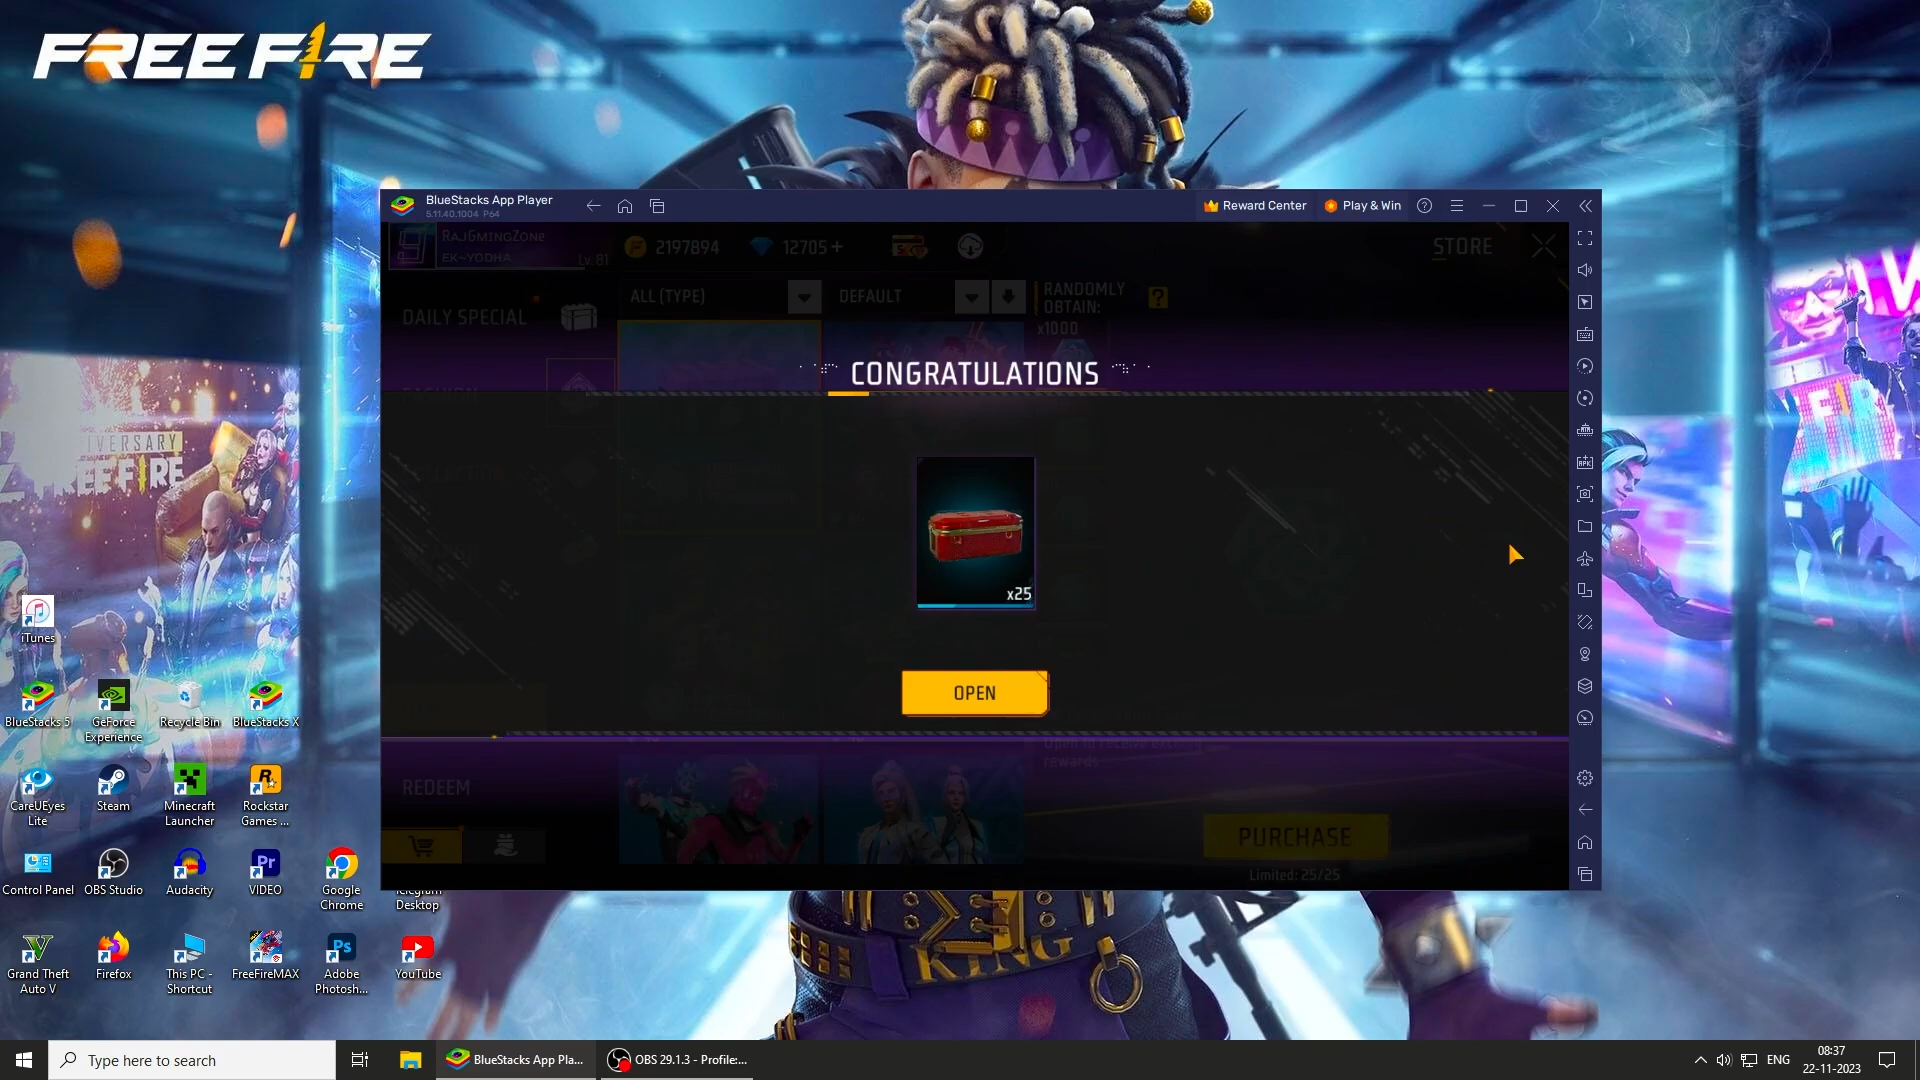 FREE FIRE
BlueStacks App Player
5.11.40.1004 P64
Reward Center
Play & Win
RAJGMINGZONE
EK-YODHA
Lv. 81
2197894
12705 +
STORE
DAILY SPECIAL
ALL (TYPE)
DEFAULT
RANDOMLY
OBTAIN:
x1000
?
CONGRATULATIONS
x25
OPEN
rewards
REDEEM
PURCHASE
Limited: 25/25
KING
VERSARY
iTunes
BlueStacks 5
GeForce
Experience
Recycle Bin
BlueStacks X
CareUEyes
Lite
Steam
Minecraft
Launcher
Rockstar
Games ...
Control Panel
OBS Studio
Audacity
VIDEO
Google
Chrome
Telegram
Desktop
Grand Theft
Auto V
Firefox
This PC -
Shortcut
FreeFireMAX
Adobe
Photosh...
YouTube
Type here to search
BlueStacks App Pla...
OBS 29.1.3 - Profile:...
ENG
08:37
22-11-2023